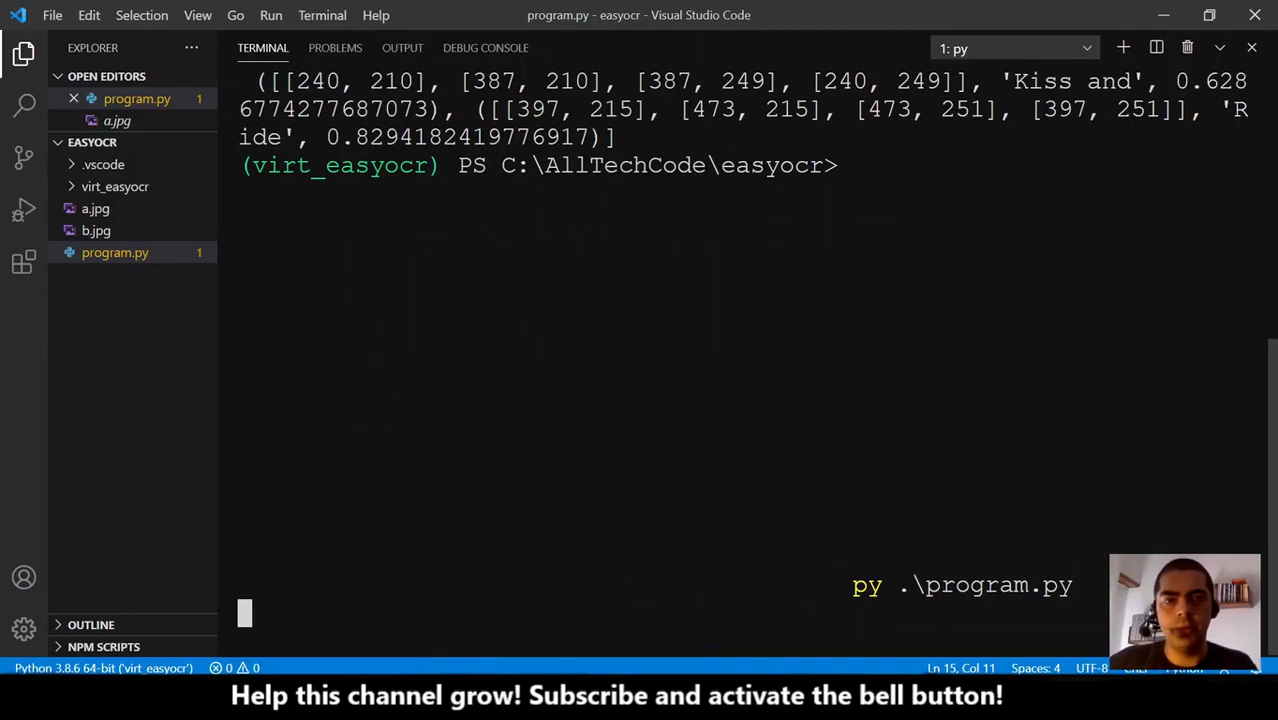 File Edit Selection View Go Run Terminal Help program.py - easyocr - Visual Studio Code
EXPLORER
OPEN EDITORS
program.py 1
a.jpg
EASYOCR
.vscode
virt_easyocr
a.jpg
b.jpg
program.py 1
OUTLINE
NPM SCRIPTS
TERMINAL PROBLEMS OUTPUT DEBUG CONSOLE 1: py
([[240, 210], [387, 210], [387, 249], [240, 249]], 'Kiss and', 0.628
6774277687073), ([[397, 215], [473, 215], [473, 251], [397, 251]], 'R
ide', 0.8294182419776917)]
(virt_easyocr) PS C:\AllTechCode\easyocr>
py .\program.py
Python 3.8.6 64-bit ('virt_easyocr') 0 0 Ln 15, Col 11 Spaces: 4 UTF-8 CRLF Python
Help this channel grow! Subscribe and activate the bell button!